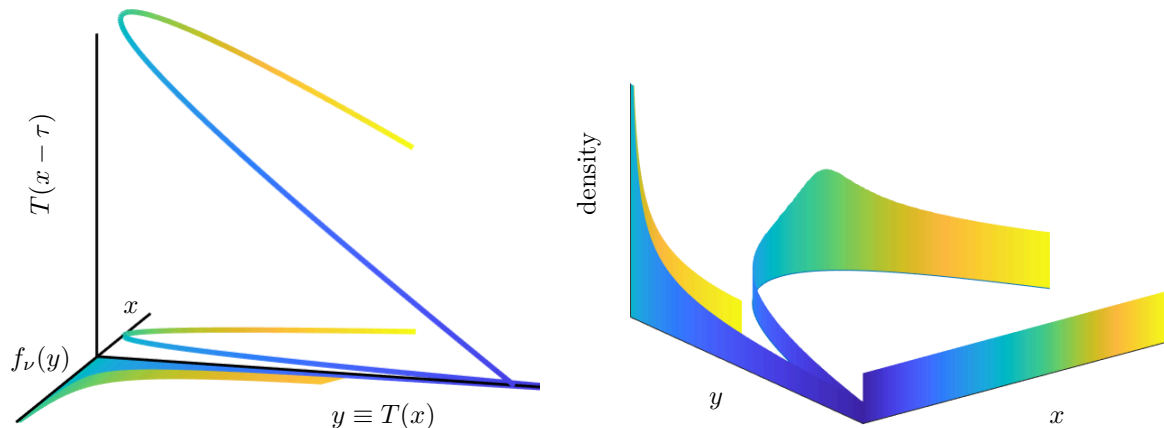 T(x − τ)
x
f_ν(y)
y ≡ T(x)
density
y
x